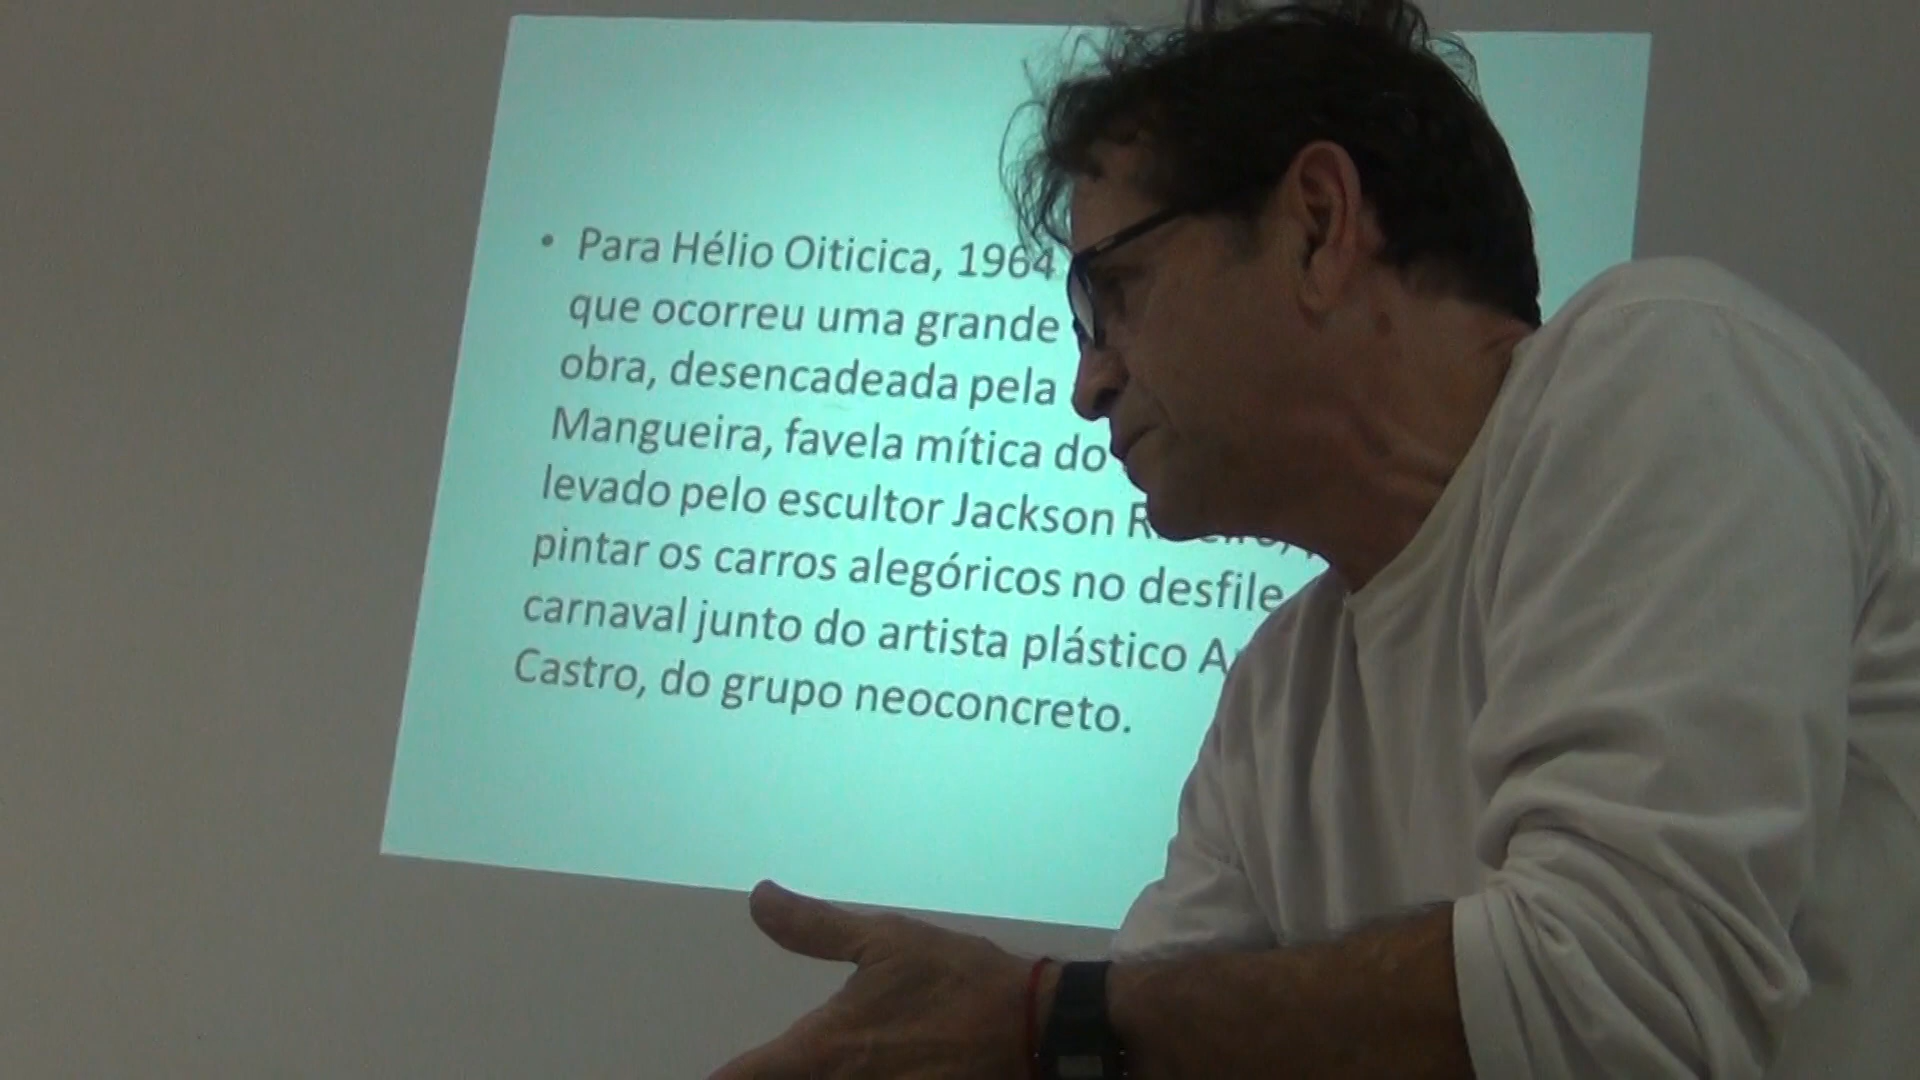 • Para Hélio Oiticica, 1964
que ocorreu uma grande
obra, desencadeada pela
Mangueira, favela mítica do
levado pelo escultor Jackson
pintar os carros alegóricos no desfile
carnaval junto do artista plástico
Castro, do grupo neoconcreto.